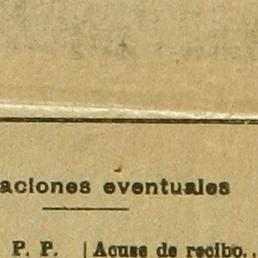 aciones eventuales
P. P. | Acuse de recibo..